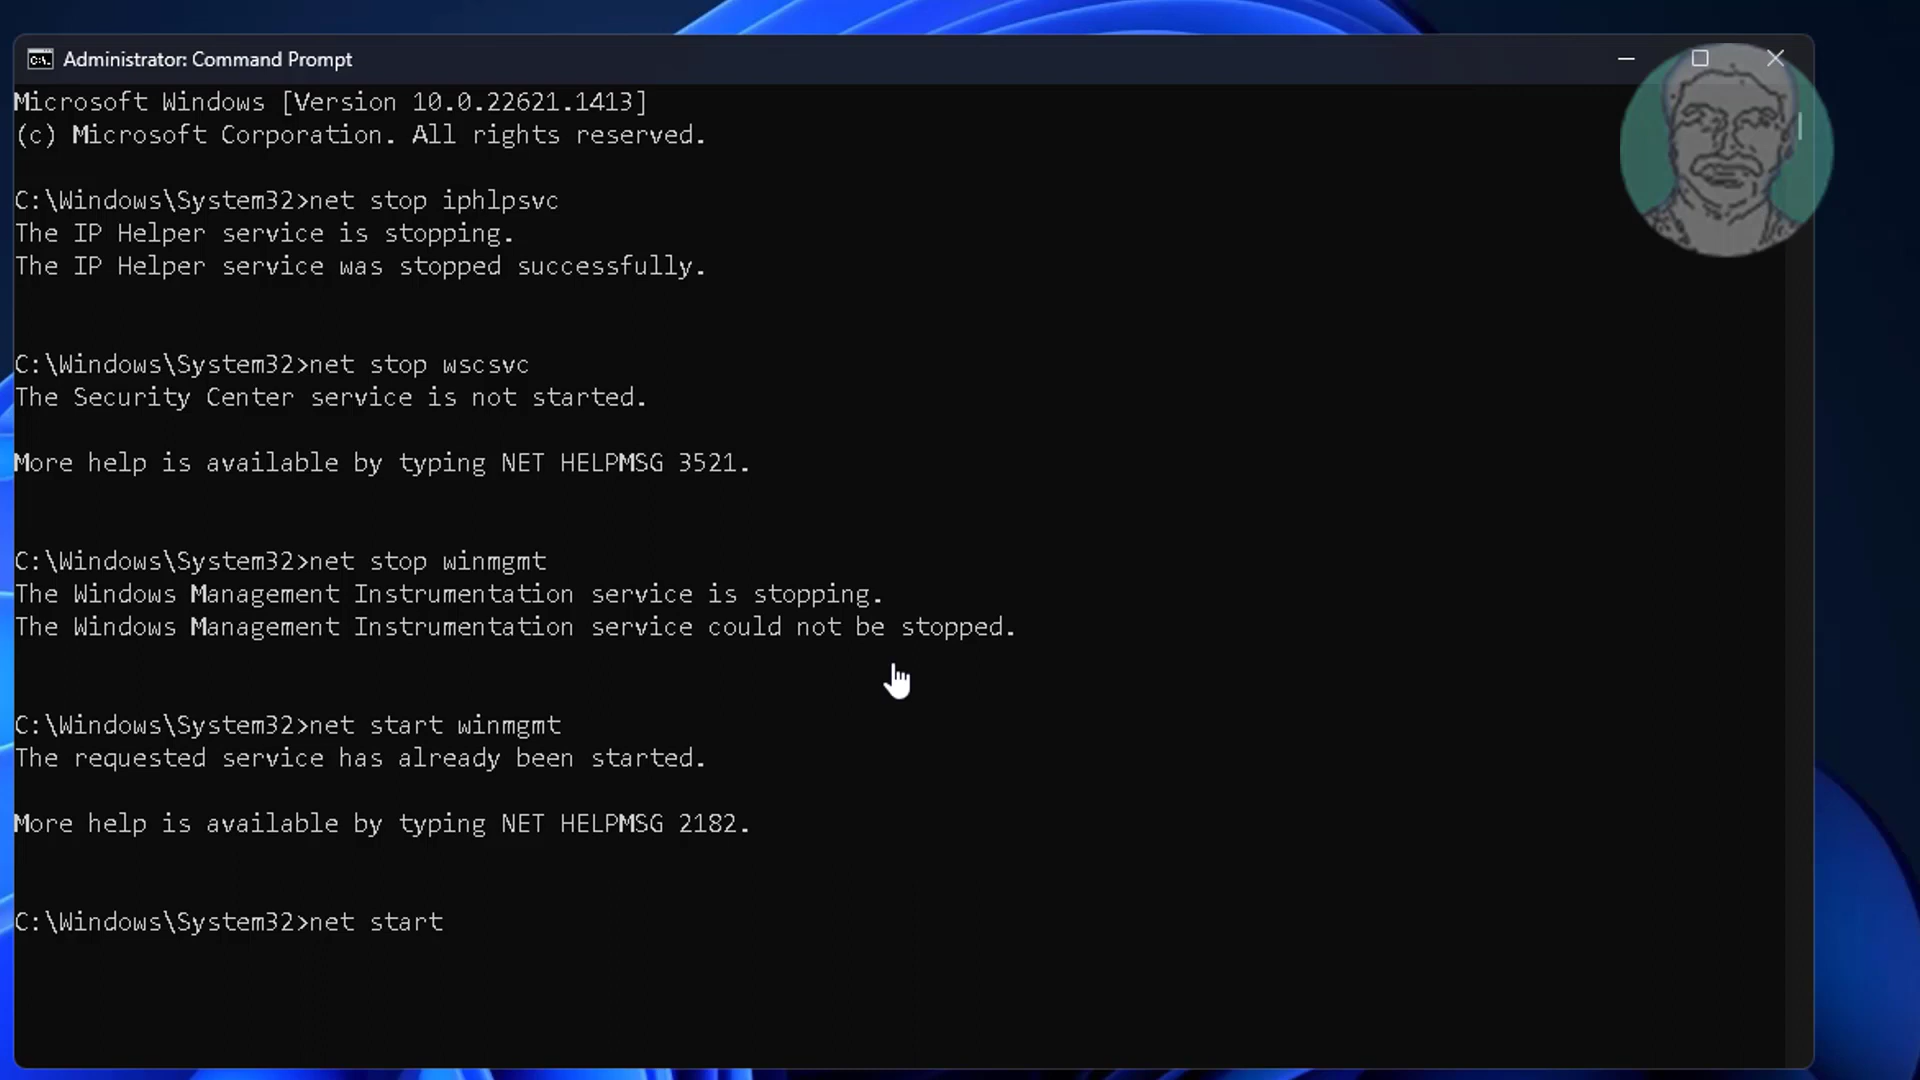 Administrator: Command Prompt
Microsoft Windows [Version 10.0.22621.1413]
(c) Microsoft Corporation. All rights reserved.
C:\Windows\System32>net stop iphlpsvc
The IP Helper service is stopping.
The IP Helper service was stopped successfully.
C:\Windows\System32>net stop wscsvc
The Security Center service is not started.
More help is available by typing NET HELPMSG 3521.
C:\Windows\System32>net stop winmgmt
The Windows Management Instrumentation service is stopping.
The Windows Management Instrumentation service could not be stopped.
C:\Windows\System32>net start winmgmt
The requested service has already been started.
More help is available by typing NET HELPMSG 2182.
C:\Windows\System32>net start